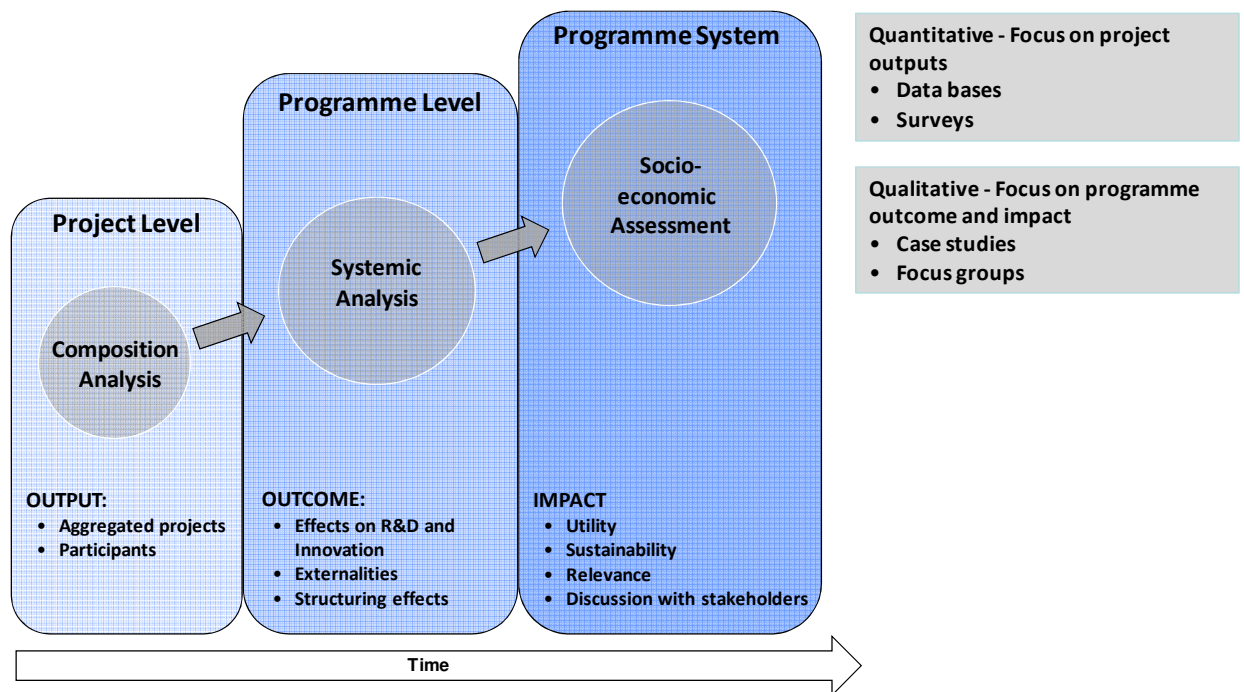 Project Level
Composition
Analysis
OUTPUT:
• Aggregated projects
• Participants
Programme Level
Systemic
Analysis
OUTCOME:
• Effects on R&D and
Innovation
• Externalities
• Structuring effects
Programme System
Socio-
economic
Assessment
IMPACT
• Utility
• Sustainability
• Relevance
• Discussion with stakeholders
Quantitative - Focus on project
outputs
• Data bases
• Surveys
Qualitative - Focus on programme
outcome and impact
• Case studies
• Focus groups
Time